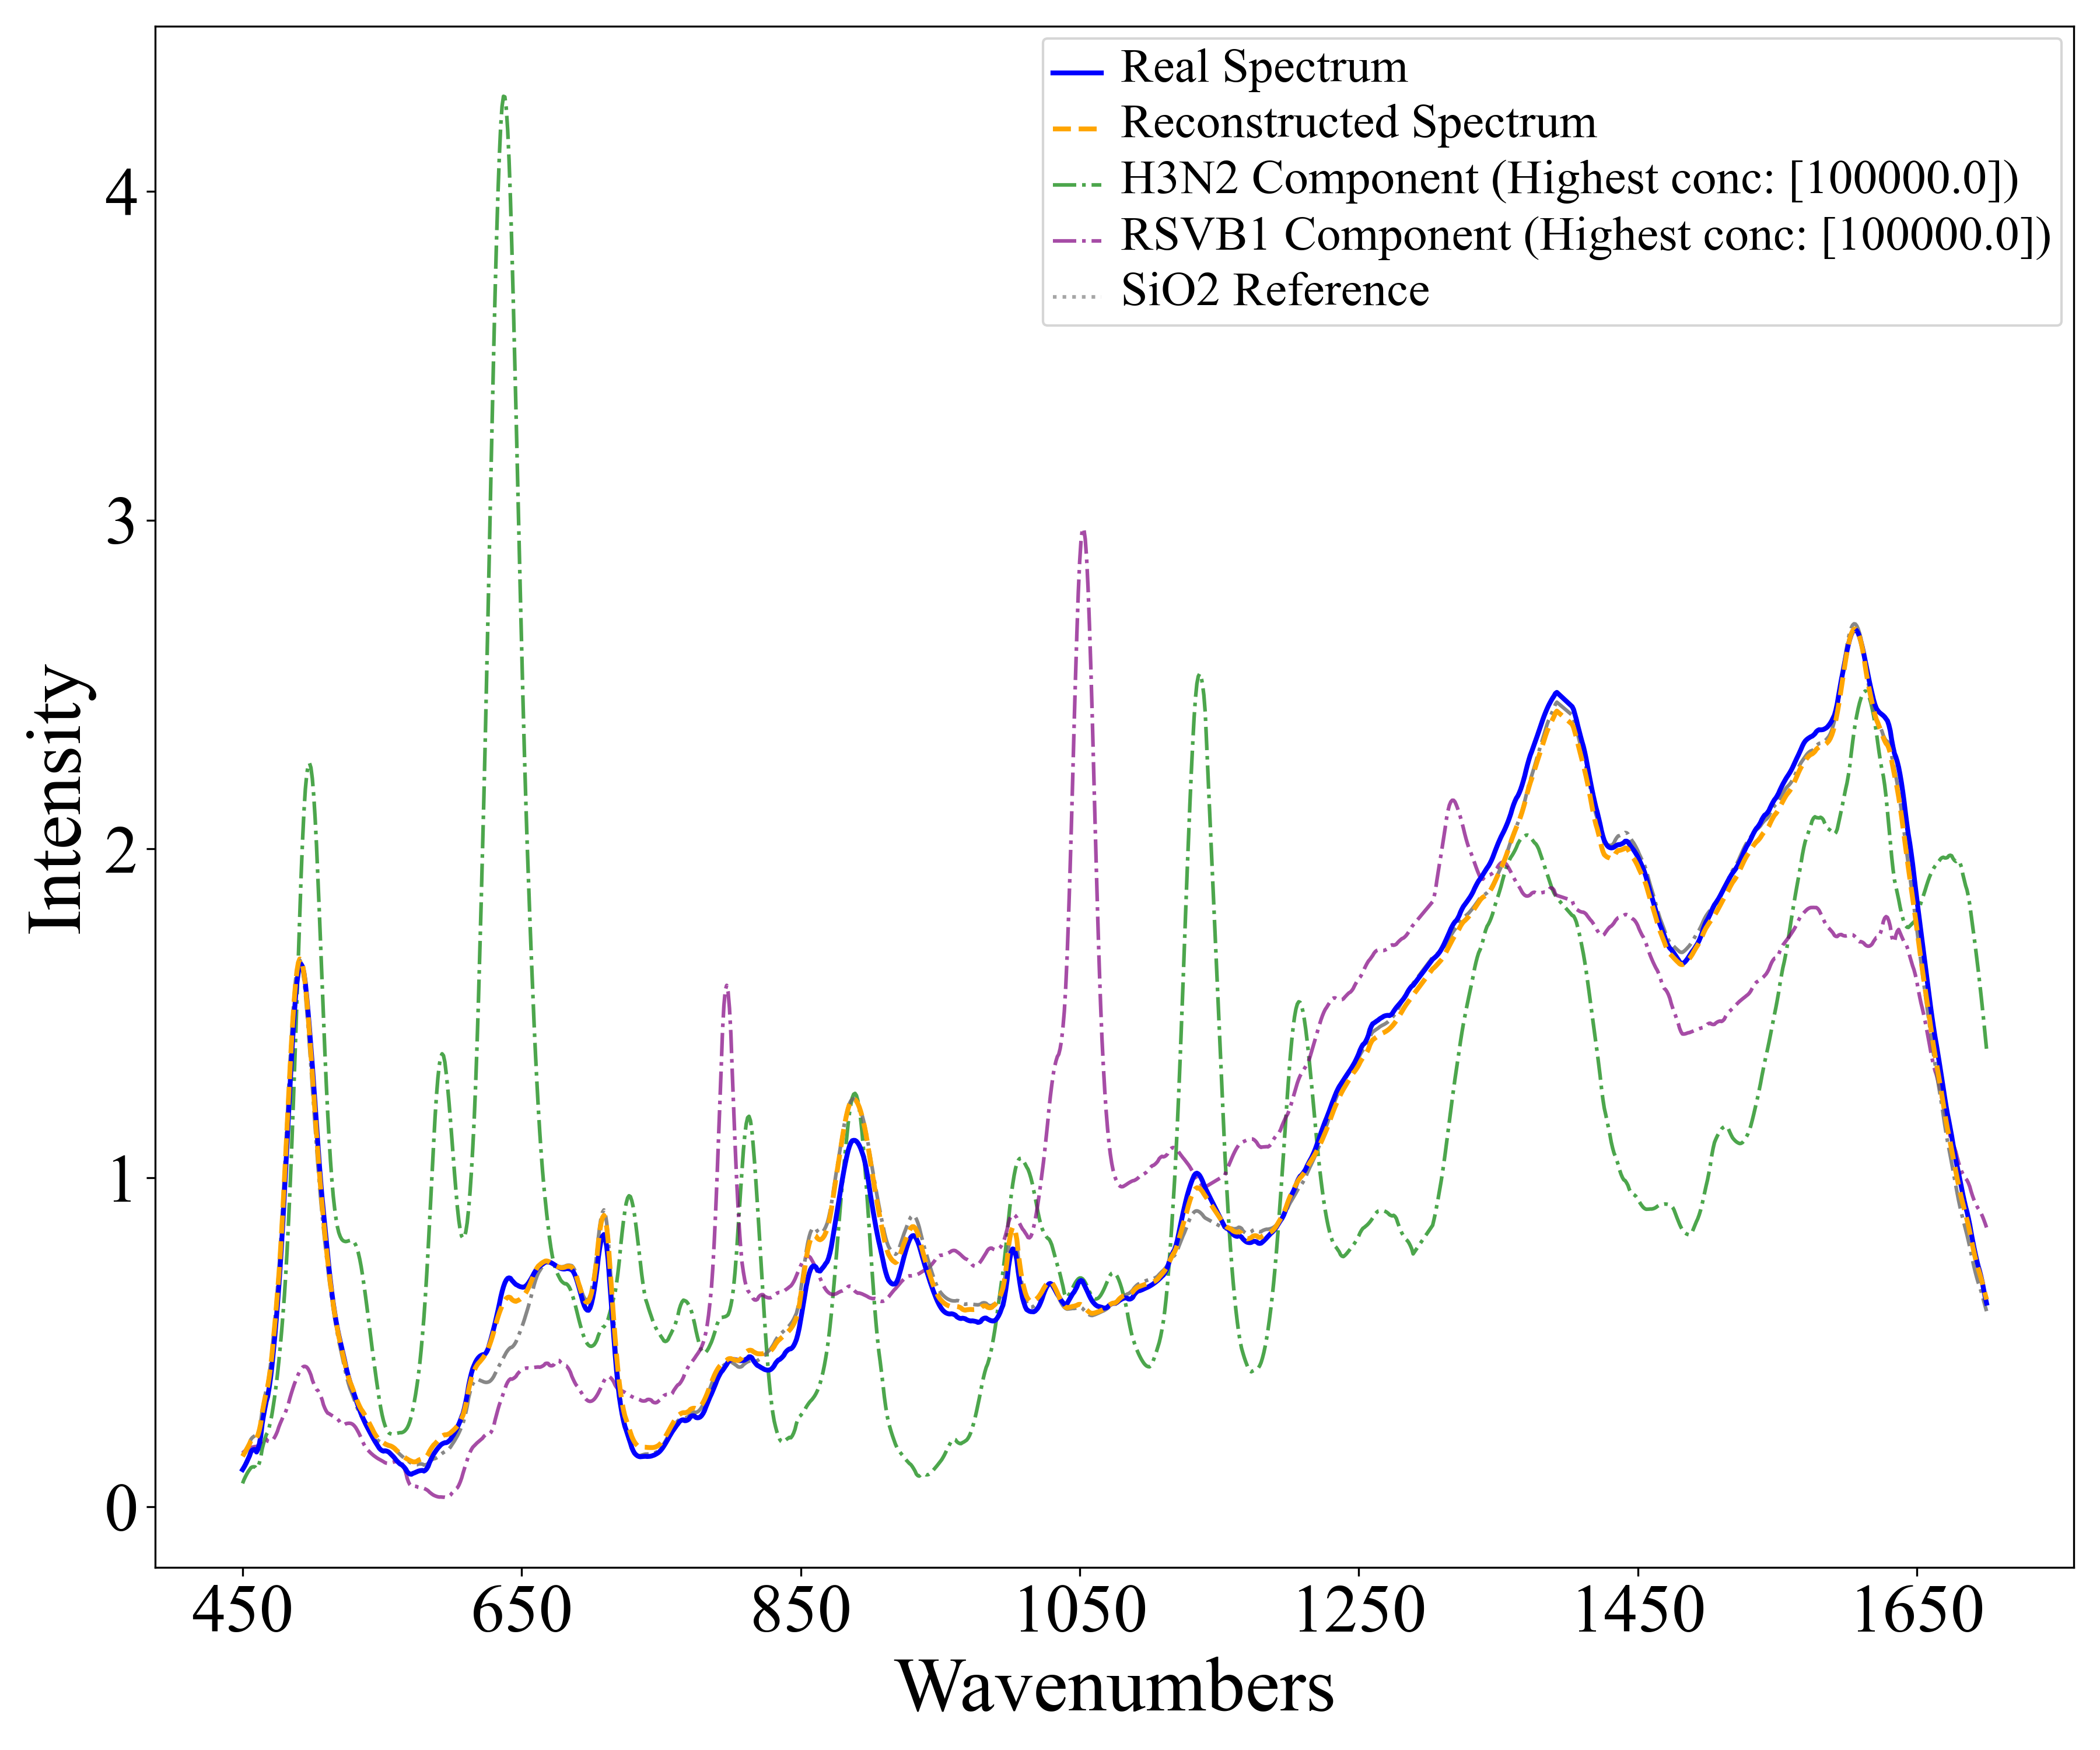 Real Spectrum
Reconstructed Spectrum
H3N2 Component (Highest conc: [100000.0])
RSVB1 Component (Highest conc: [100000.0])
SiO2 Reference
Intensity
4
3
2
1
0
450 650 850 1050 1250 1450 1650
Wavenumbers